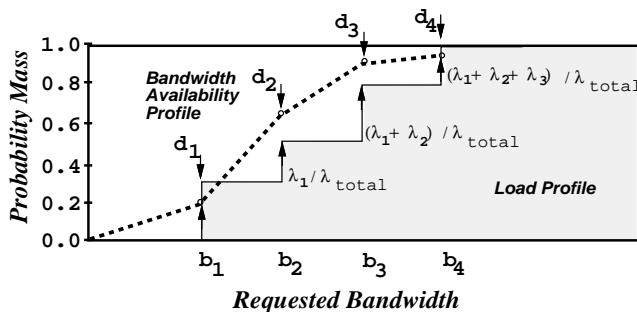 d4
d3
1.0
(λ1+ λ2+ λ3) / λtotal
Bandwidth
Availability
Profile
0.8
d2
0.6
d1
(λ1+ λ2) / λtotal
0.4
λ1/λtotal
Load Profile
0.2
0.0
Probability Mass
b1
b2
b3
b4
Requested Bandwidth